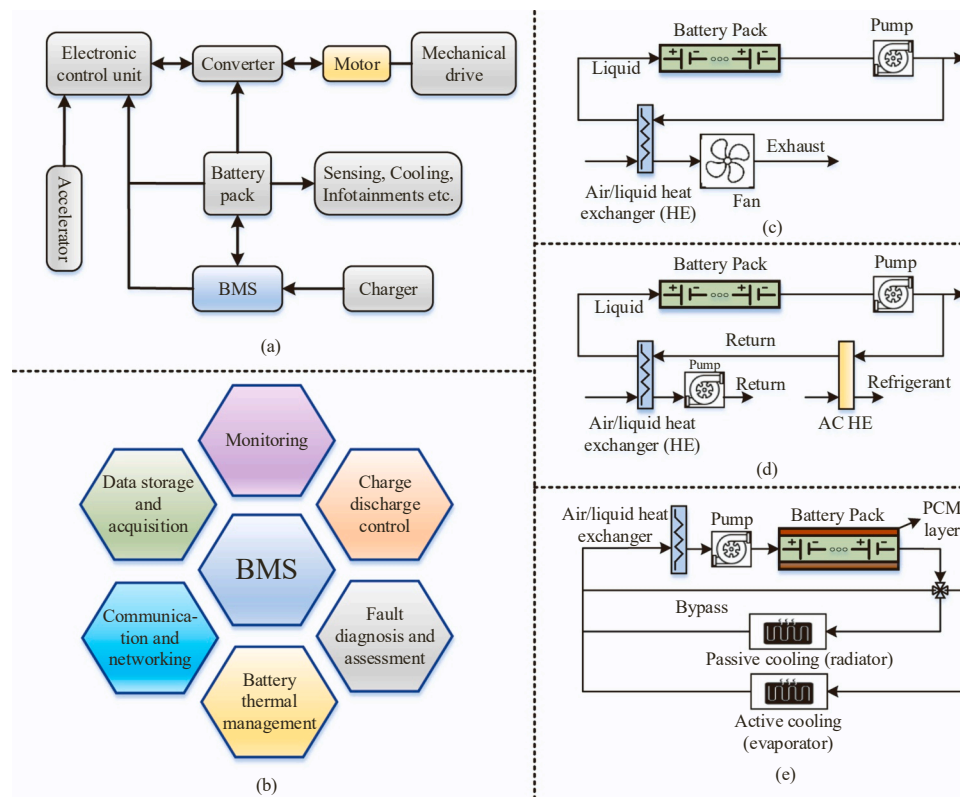 Electronic
control unit
Converter
Motor
Mechanical
drive
Accelerator
Battery
pack
Sensing, Cooling,
Infotainments etc.
BMS
Charger
(a)
Monitoring
Data storage
and
acquisition
Charge
discharge
control
BMS
Communica-
tion and
networking
Fault
diagnosis and
assessment
Battery
thermal
management
(b)
Battery Pack
Pump
Liquid
Exhaust
Air/liquid heat
exchanger (HE)
Fan
(c)
Battery Pack
Pump
Liquid
Return
Pump
Return
Refrigerant
Air/liquid heat
exchanger (HE)
AC HE
(d)
Air/liquid heat
exchanger
Pump
Battery Pack
PCM
layer
Bypass
Passive cooling (radiator)
Active cooling
(evaporator)
(e)